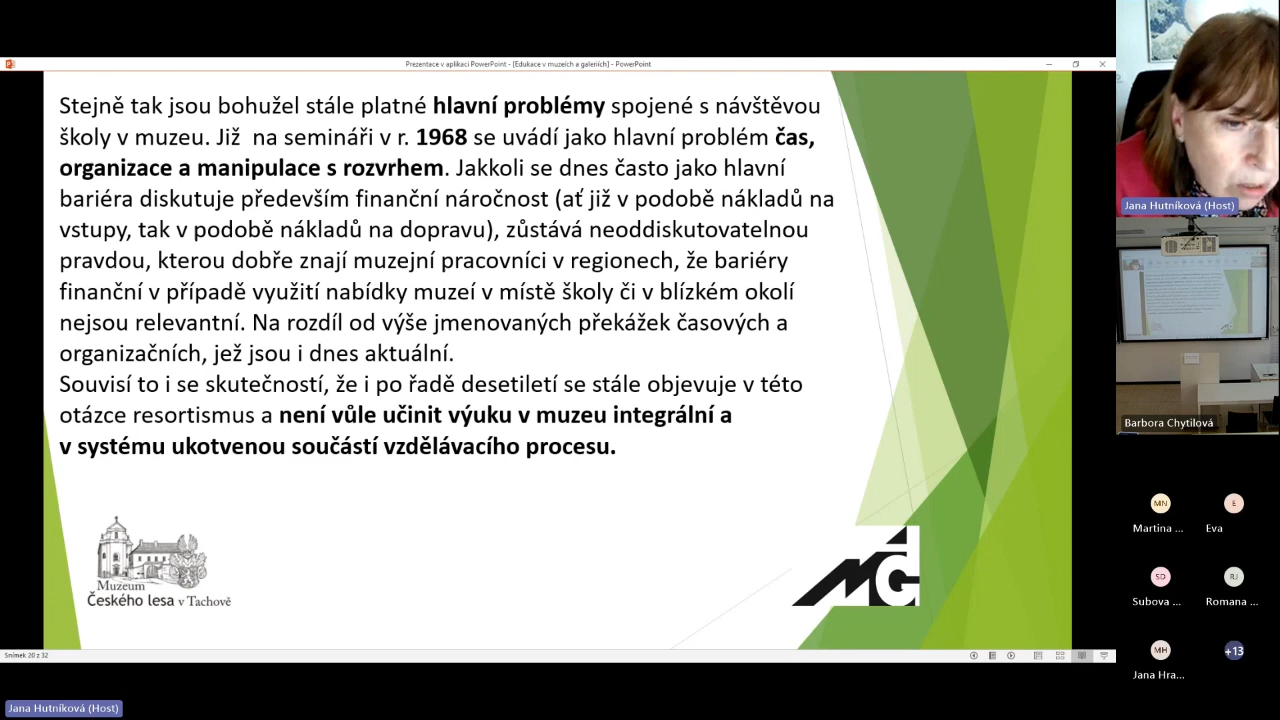 Prezentace v aplikaci PowerPoint - [Edukace v muzeích a galeriích] - PowerPoint
Stejně tak jsou bohužel stále platné hlavní problémy spojené s návštěvou
školy v muzeu. Již na semináři v r. 1968 se uvádí jako hlavní problém čas,
organizace a manipulace s rozvrhem. Jakkoli se dnes často jako hlavní
bariéra diskutuje především finanční náročnost (ať již v podobě nákladů na
vstupy, tak v podobě nákladů na dopravu), zůstává neoddiskutovatelnou
pravdou, kterou dobře znají muzejní pracovníci v regionech, že bariéry
finanční v případě využití nabídky muzeí v místě školy či v blízkém okolí
nejsou relevantní. Na rozdíl od výše jmenovaných překážek časových a
organizačních, jež jsou i dnes aktuální.
Souvisí to i se skutečností, že i po řadě desetiletí se stále objevuje v této
otázce resortismus a není vůle učinit výuku v muzeu integrální a
v systému ukotvenou součástí vzdělávacího procesu.
Muzeum
Českého lesa v Tachově
MG
Snímek 20 z 32
Jana Hutníková (Host)
Jana Hutníková (Host)
Barbora Chytilová
MN
E
Martina ...
Eva
SD
RJ
Subova ...
Romana ...
MH
+13
Jana Hra...